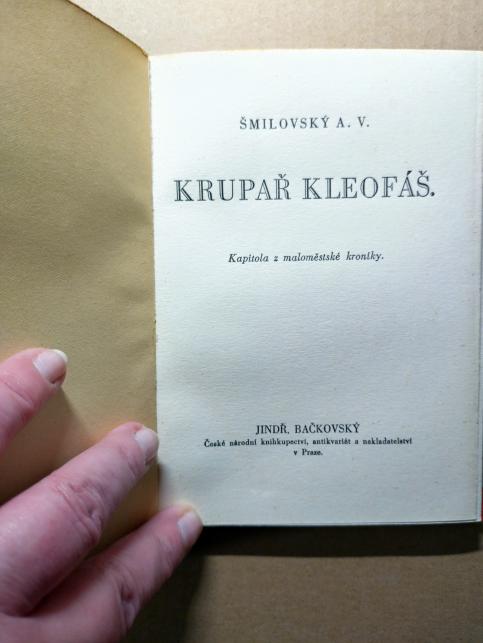 ŠMILOVSKÝ A. V.
KRUPAŘ KLEOFÁŠ.
Kapitola z maloměstské kroniky.
JINDŘ. BAČKOVSKÝ
České národní knihkupectví, antikvariát a nakladatelství
v Praze.